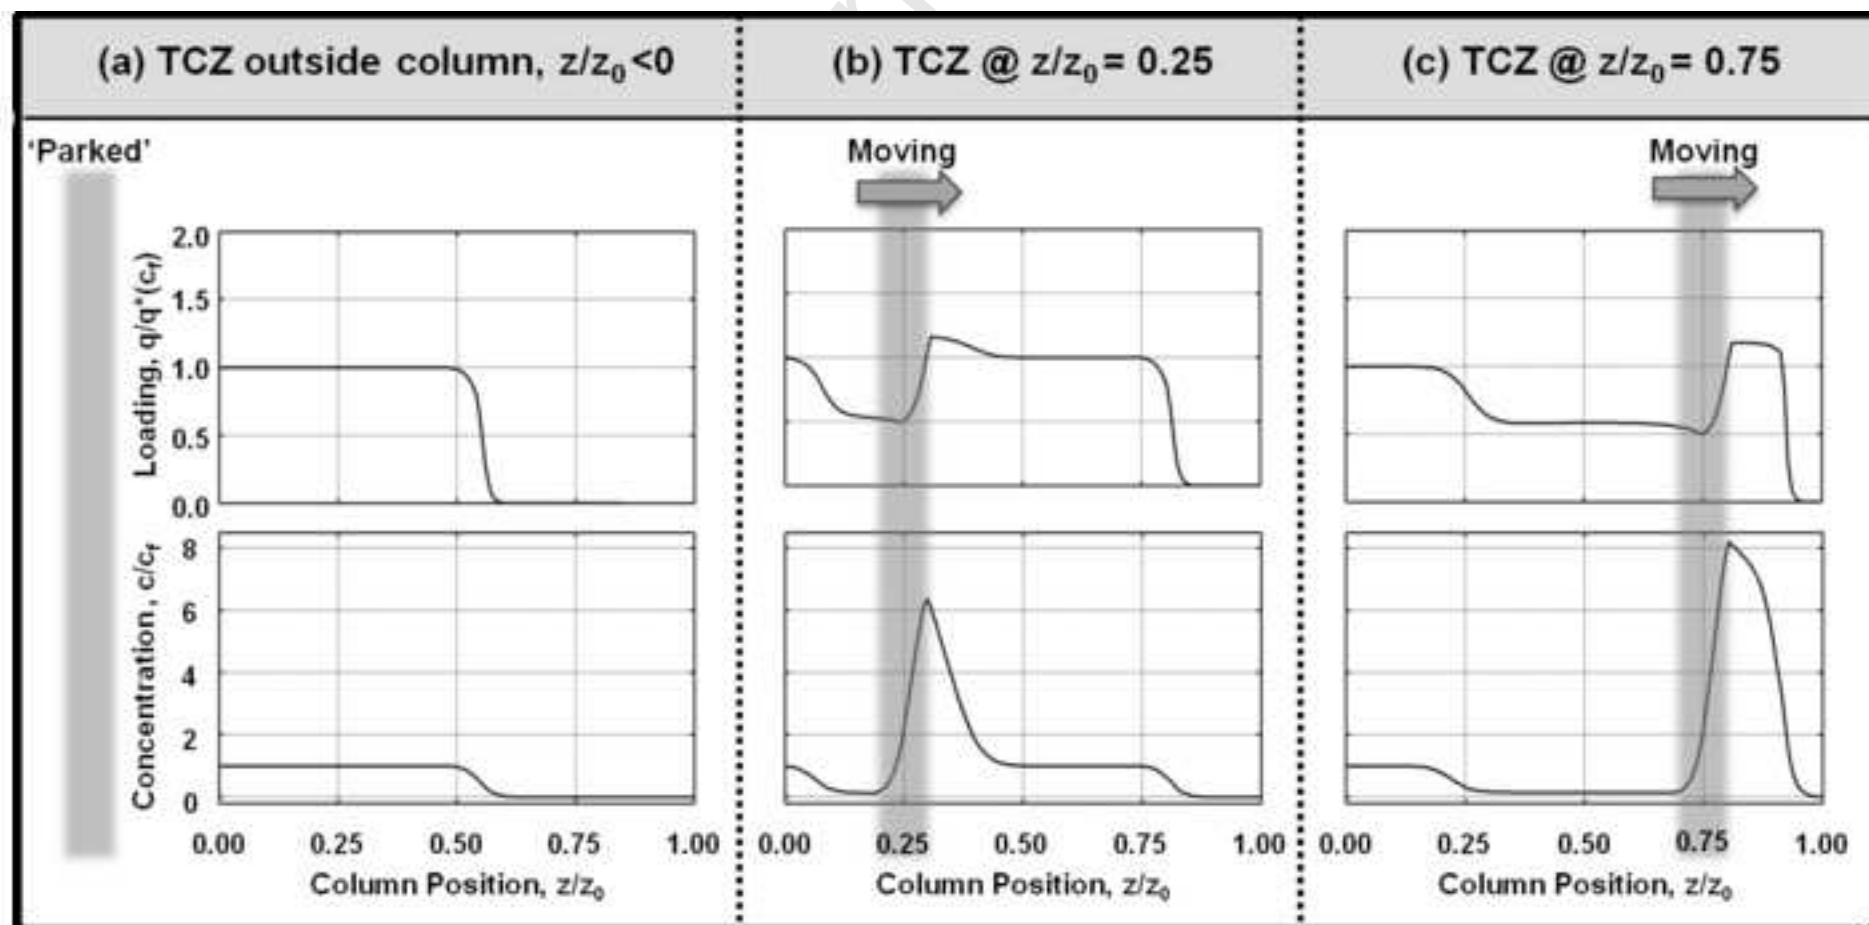 (a) TCZ outside column, z/z₀<0
(b) TCZ @ z/z₀= 0.25
(c) TCZ @ z/z₀= 0.75
'Parked'
Moving
Moving
Loading, q/q*(c_f)
2.0
1.5
1.0
0.5
0.0
Concentration, c/c_f
8
6
4
2
0
0.00 0.25 0.50 0.75 1.00
0.00 0.25 0.50 0.75 1.00
0.00 0.25 0.50 0.75 1.00
Column Position, z/z₀
Column Position, z/z₀
Column Position, z/z₀